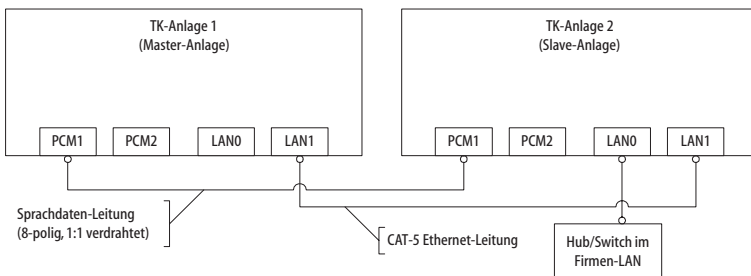 TK-Anlage 1
(Master-Anlage)
TK-Anlage 2
(Slave-Anlage)
PCM1
PCM2
LAN0
LAN1
PCM1
PCM2
LAN0
LAN1
Sprachdaten-Leitung
(8-polig, 1:1 verdrahtet)
CAT-5 Ethernet-Leitung
Hub/Switch im
Firmen-LAN